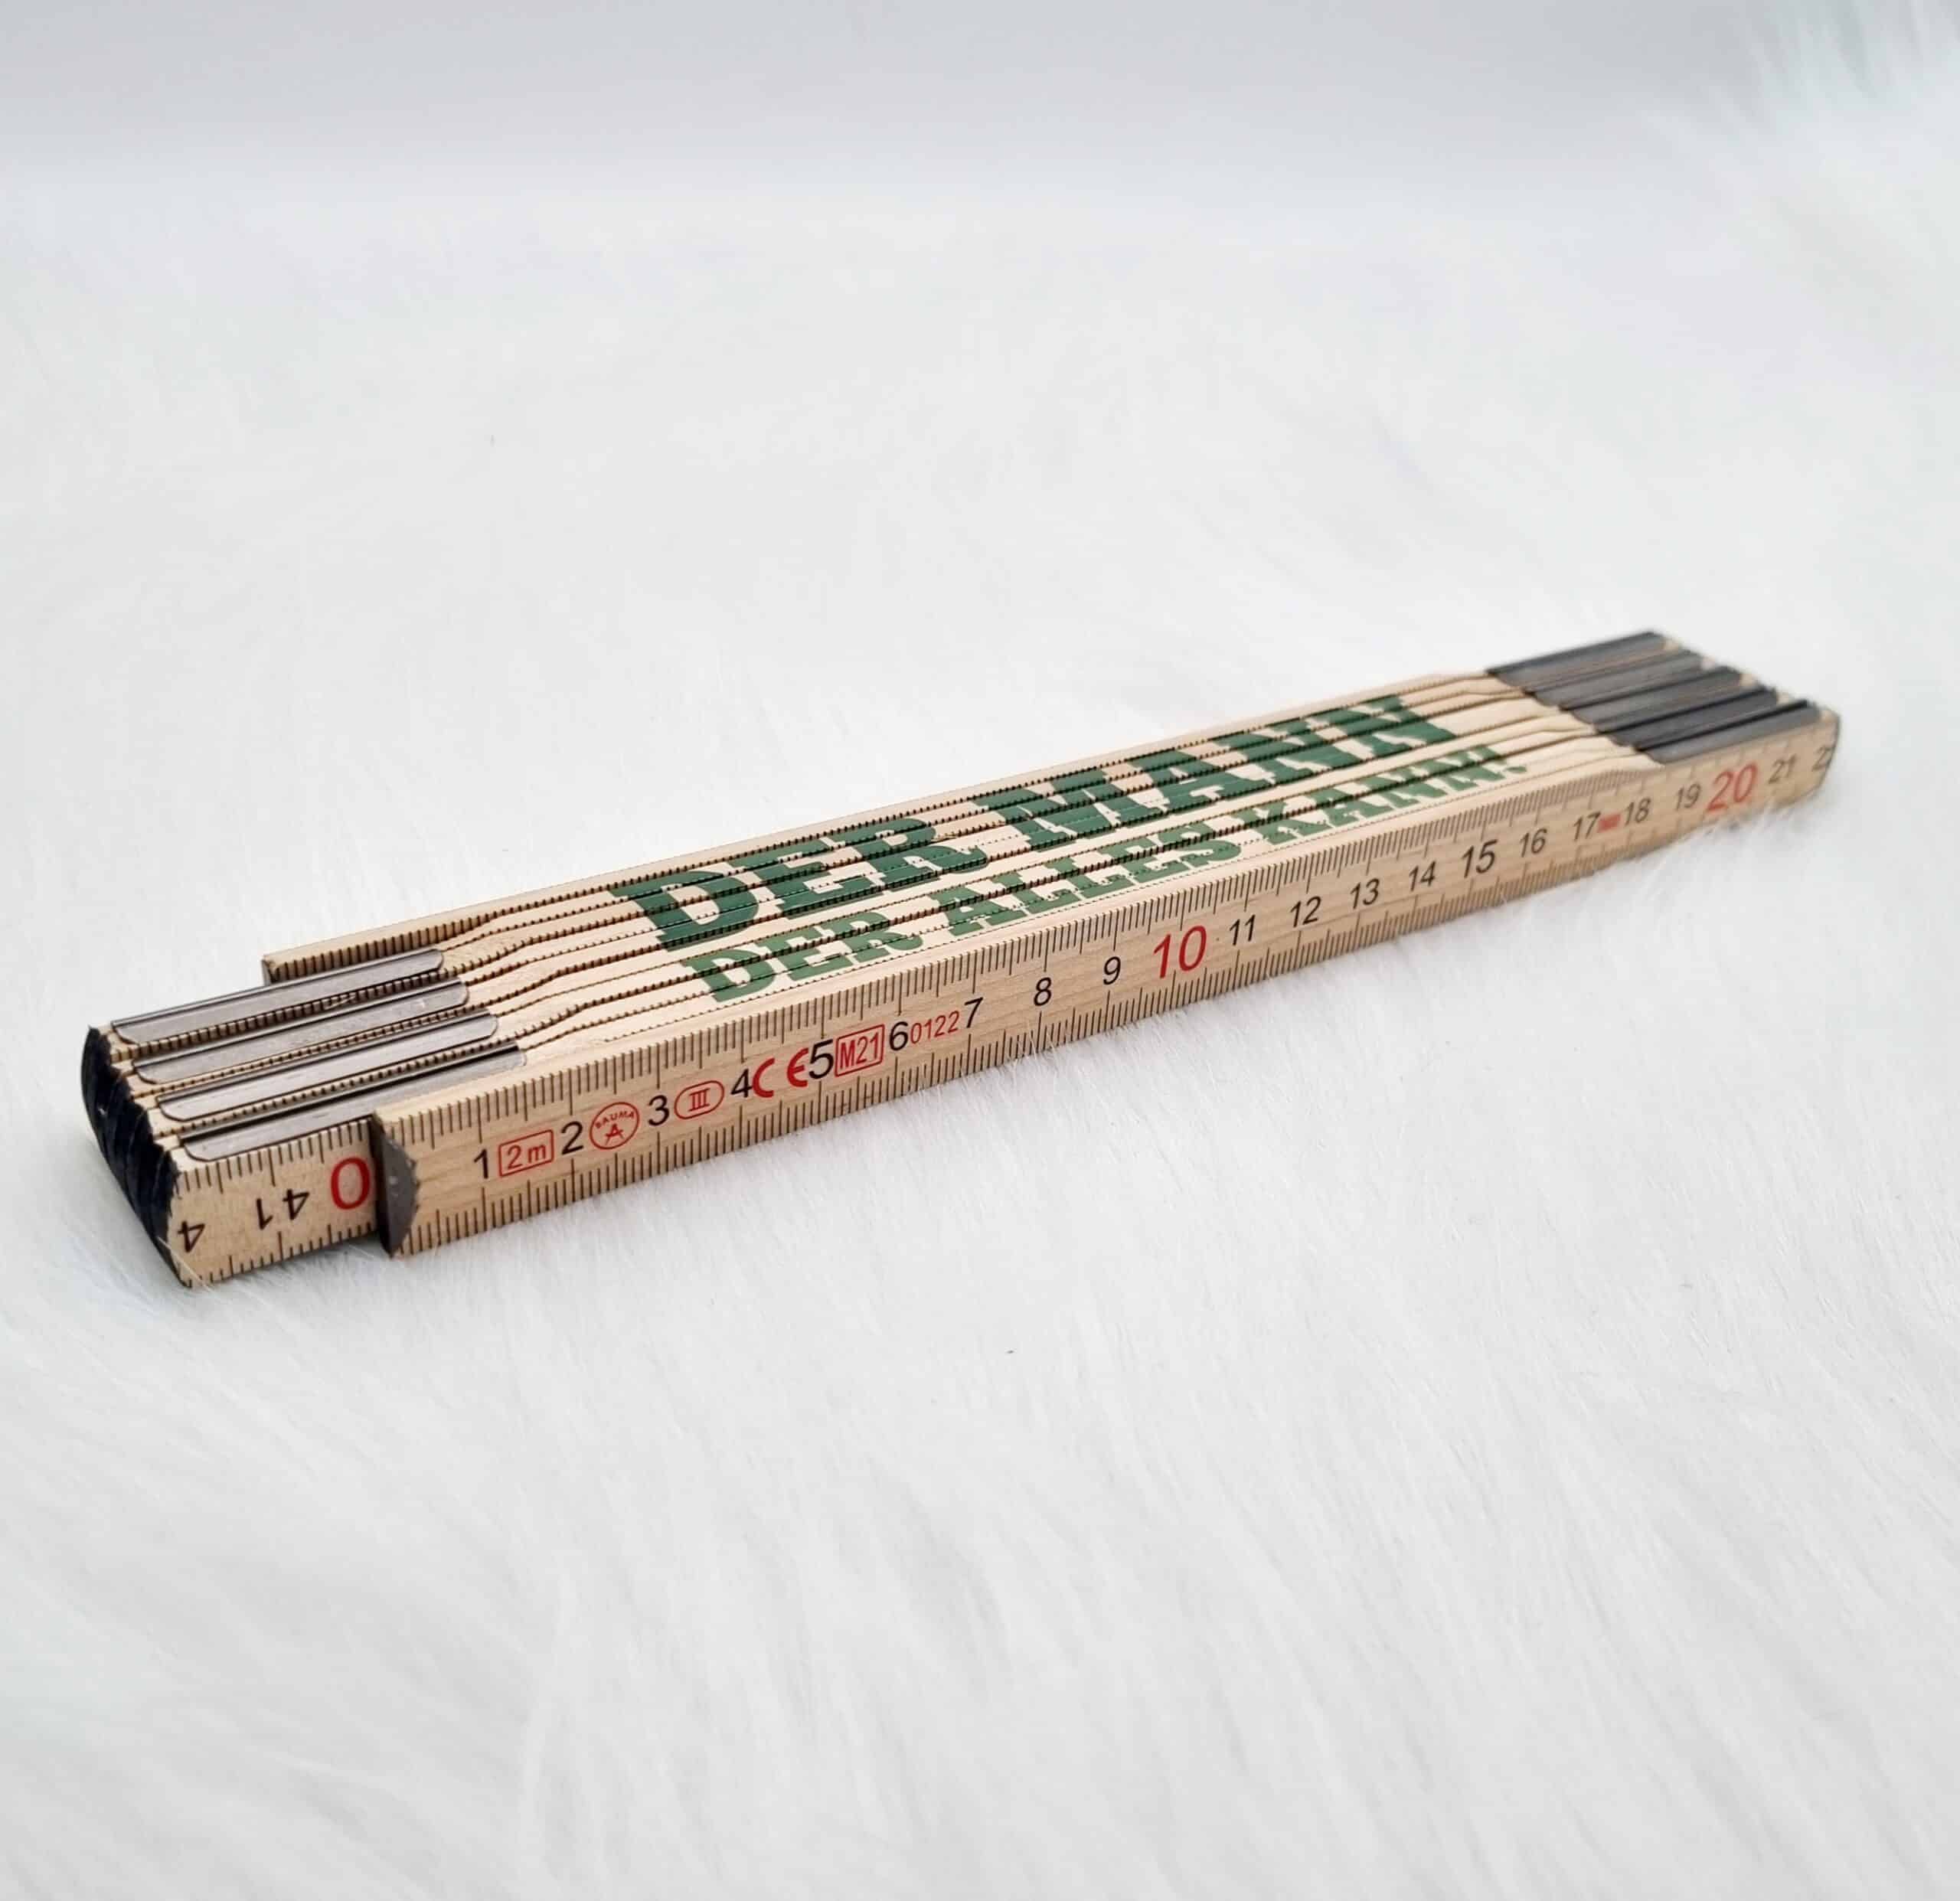 DER MANN
DER ALLES KANN!
1 2m 2 BAUMA 3 III 4 CE 5 M21 6 0122 7 8 9 10 11 12 13 14 15 16 17 18 19 20 21
4 41 0